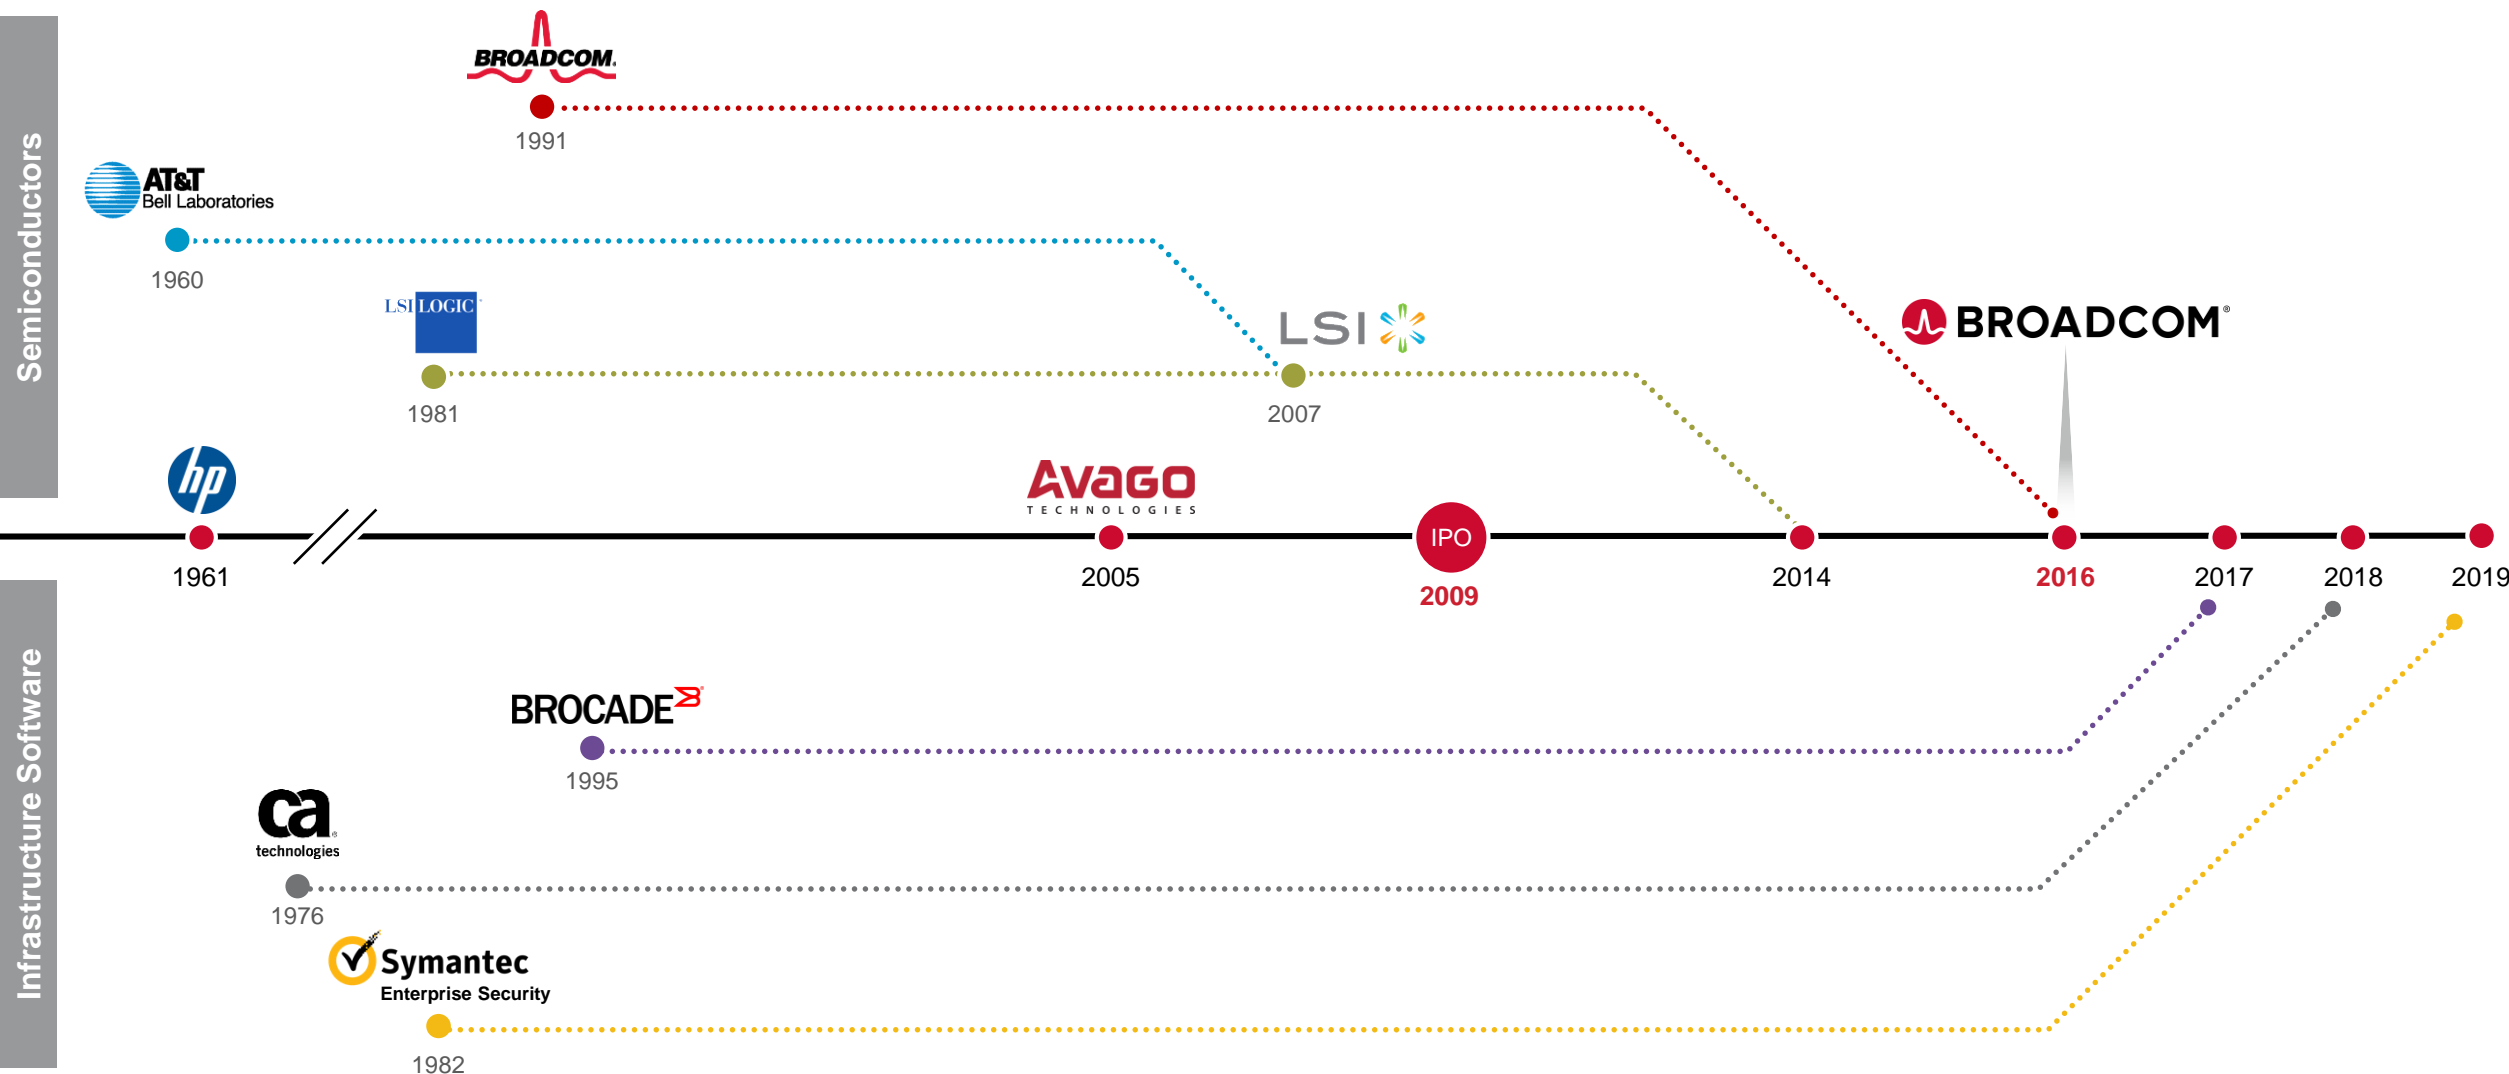 Semiconductors
BROADCOM.
1991
AT&T
Bell Laboratories
1960
LSI LOGIC
1981
LSI
2007
BROADCOM®
hp
1961
AVAGO
TECHNOLOGIES
2005
IPO
2009
2014
2016
2017
2018
2019
Infrastructure Software
BROCADE
1995
ca
technologies
1976
Symantec
Enterprise Security
1982